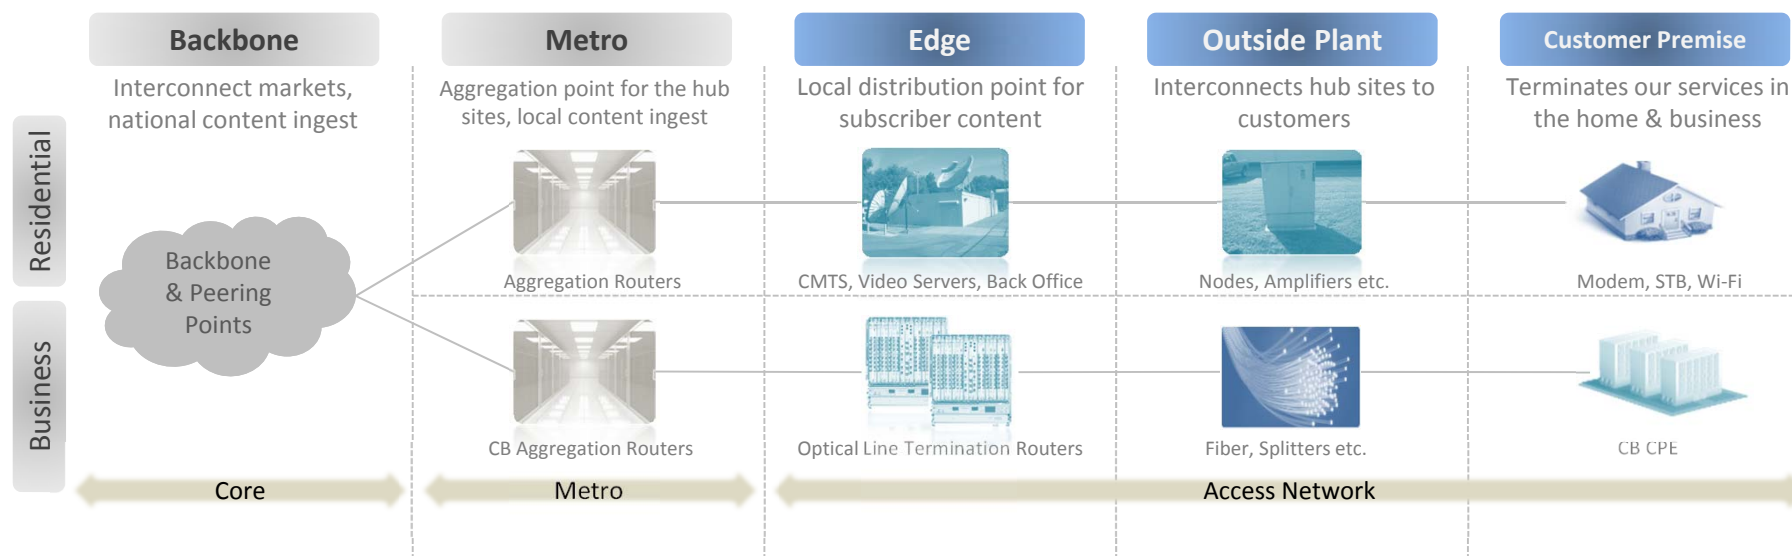 Backbone
Metro
Edge
Outside Plant
Customer Premise
Interconnect markets,
national content ingest
Aggregation point for the hub
sites, local content ingest
Local distribution point for
subscriber content
Interconnects hub sites to
customers
Terminates our services in
the home & business
Residential
Backbone
& Peering
Points
Aggregation Routers
CMTS, Video Servers, Back Office
Nodes, Amplifiers etc.
Modem, STB, Wi-Fi
Business
CB Aggregation Routers
Optical Line Termination Routers
Fiber, Splitters etc.
CB CPE
Core
Metro
Access Network